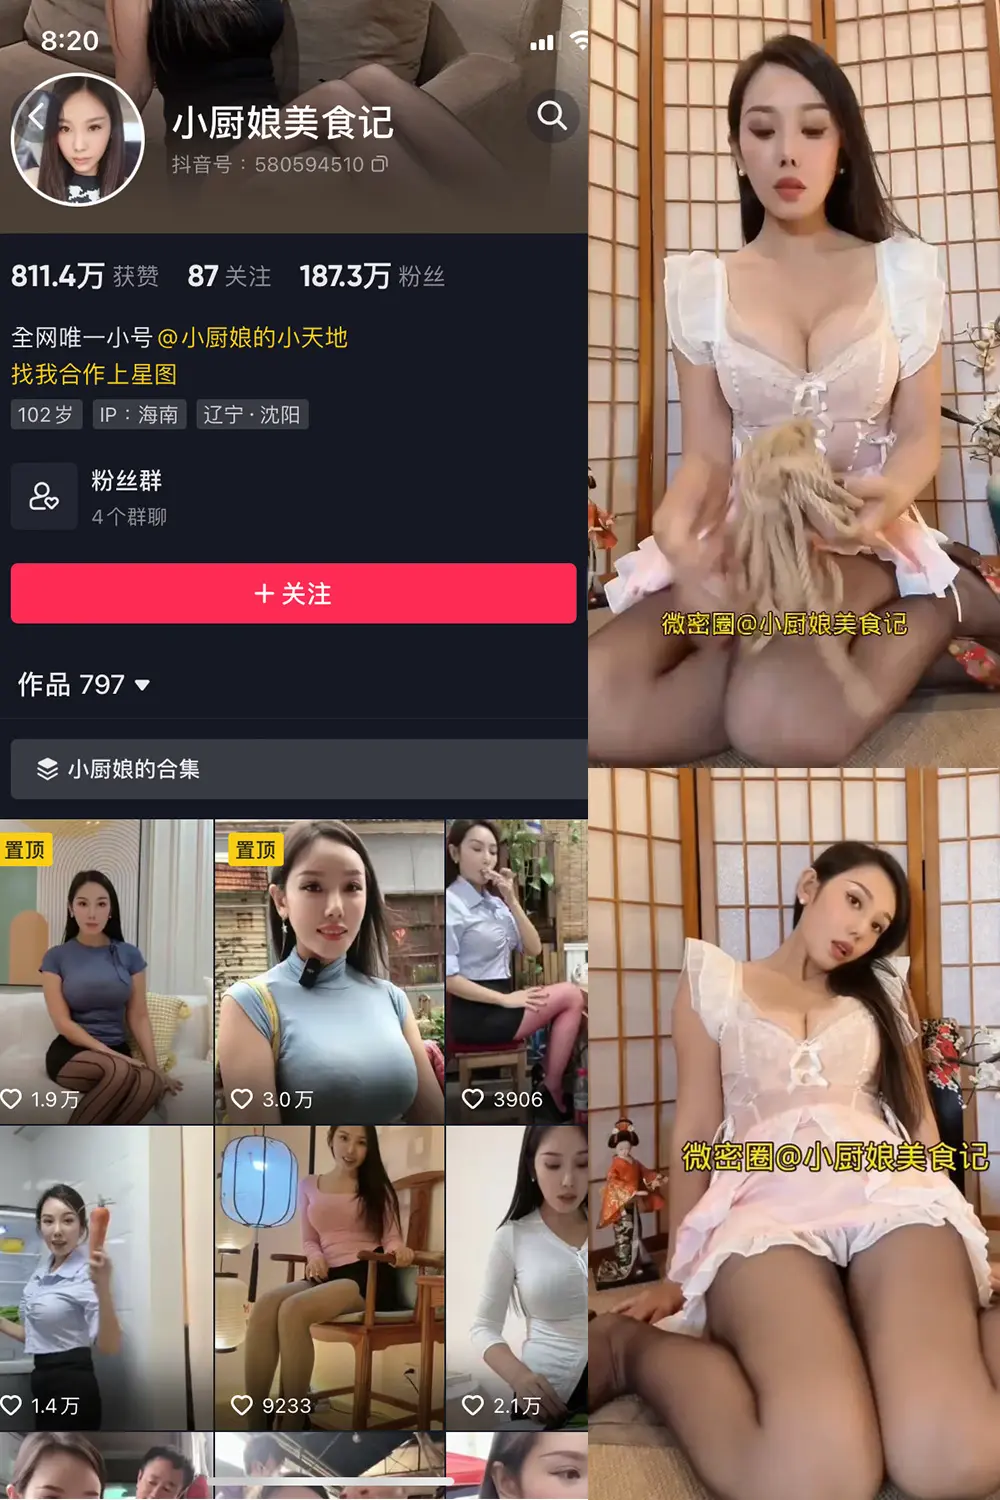 8:20
小厨娘美食记
抖音号：580594510
811.4万 获赞 87 关注 187.3万 粉丝
全网唯一小号@小厨娘的小天地
找我合作上星图
102岁 IP：海南 辽宁·沈阳
粉丝群
4个群聊
+ 关注
作品 797
小厨娘的合集
置顶
置顶
1.9万
3.0万
3906
1.4万
9233
2.1万
微密圈@小厨娘美食记
微密圈@小厨娘美食记